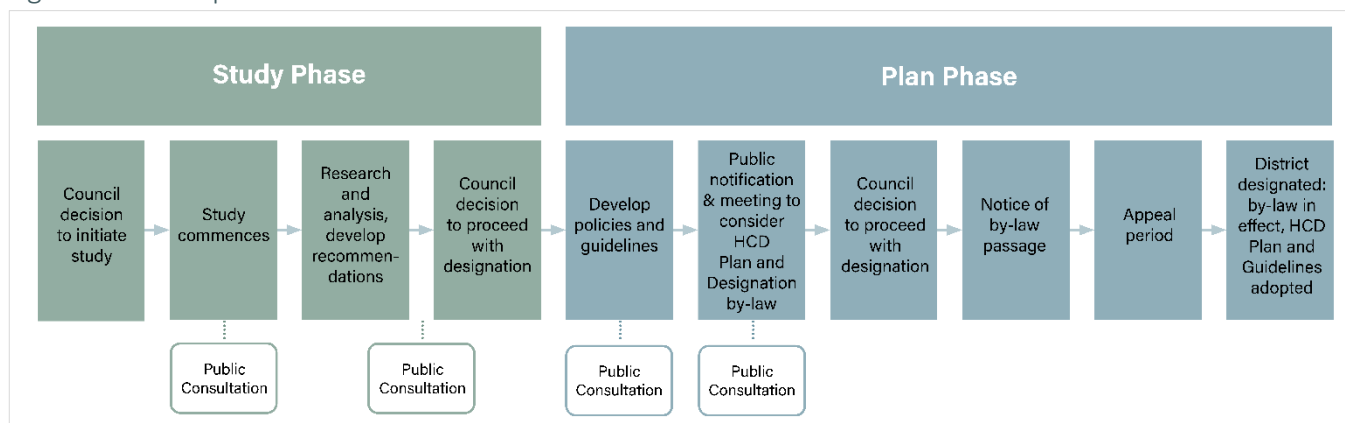 Study Phase
Plan Phase
Council
decision
to initiate
study
Study
commences
Research
and
analysis,
develop
recommen-
dations
Council
decision
to proceed
with
designation
Develop
policies and
guidelines
Public
notification
& meeting to
consider
HCD
Plan and
Designation
by-law
Council
decision
to proceed
with
designation
Notice of
by-law
passage
Appeal
period
District
designated:
by-law in
effect, HCD
Plan and
Guidelines
adopted
Public
Consultation
Public
Consultation
Public
Consultation
Public
Consultation